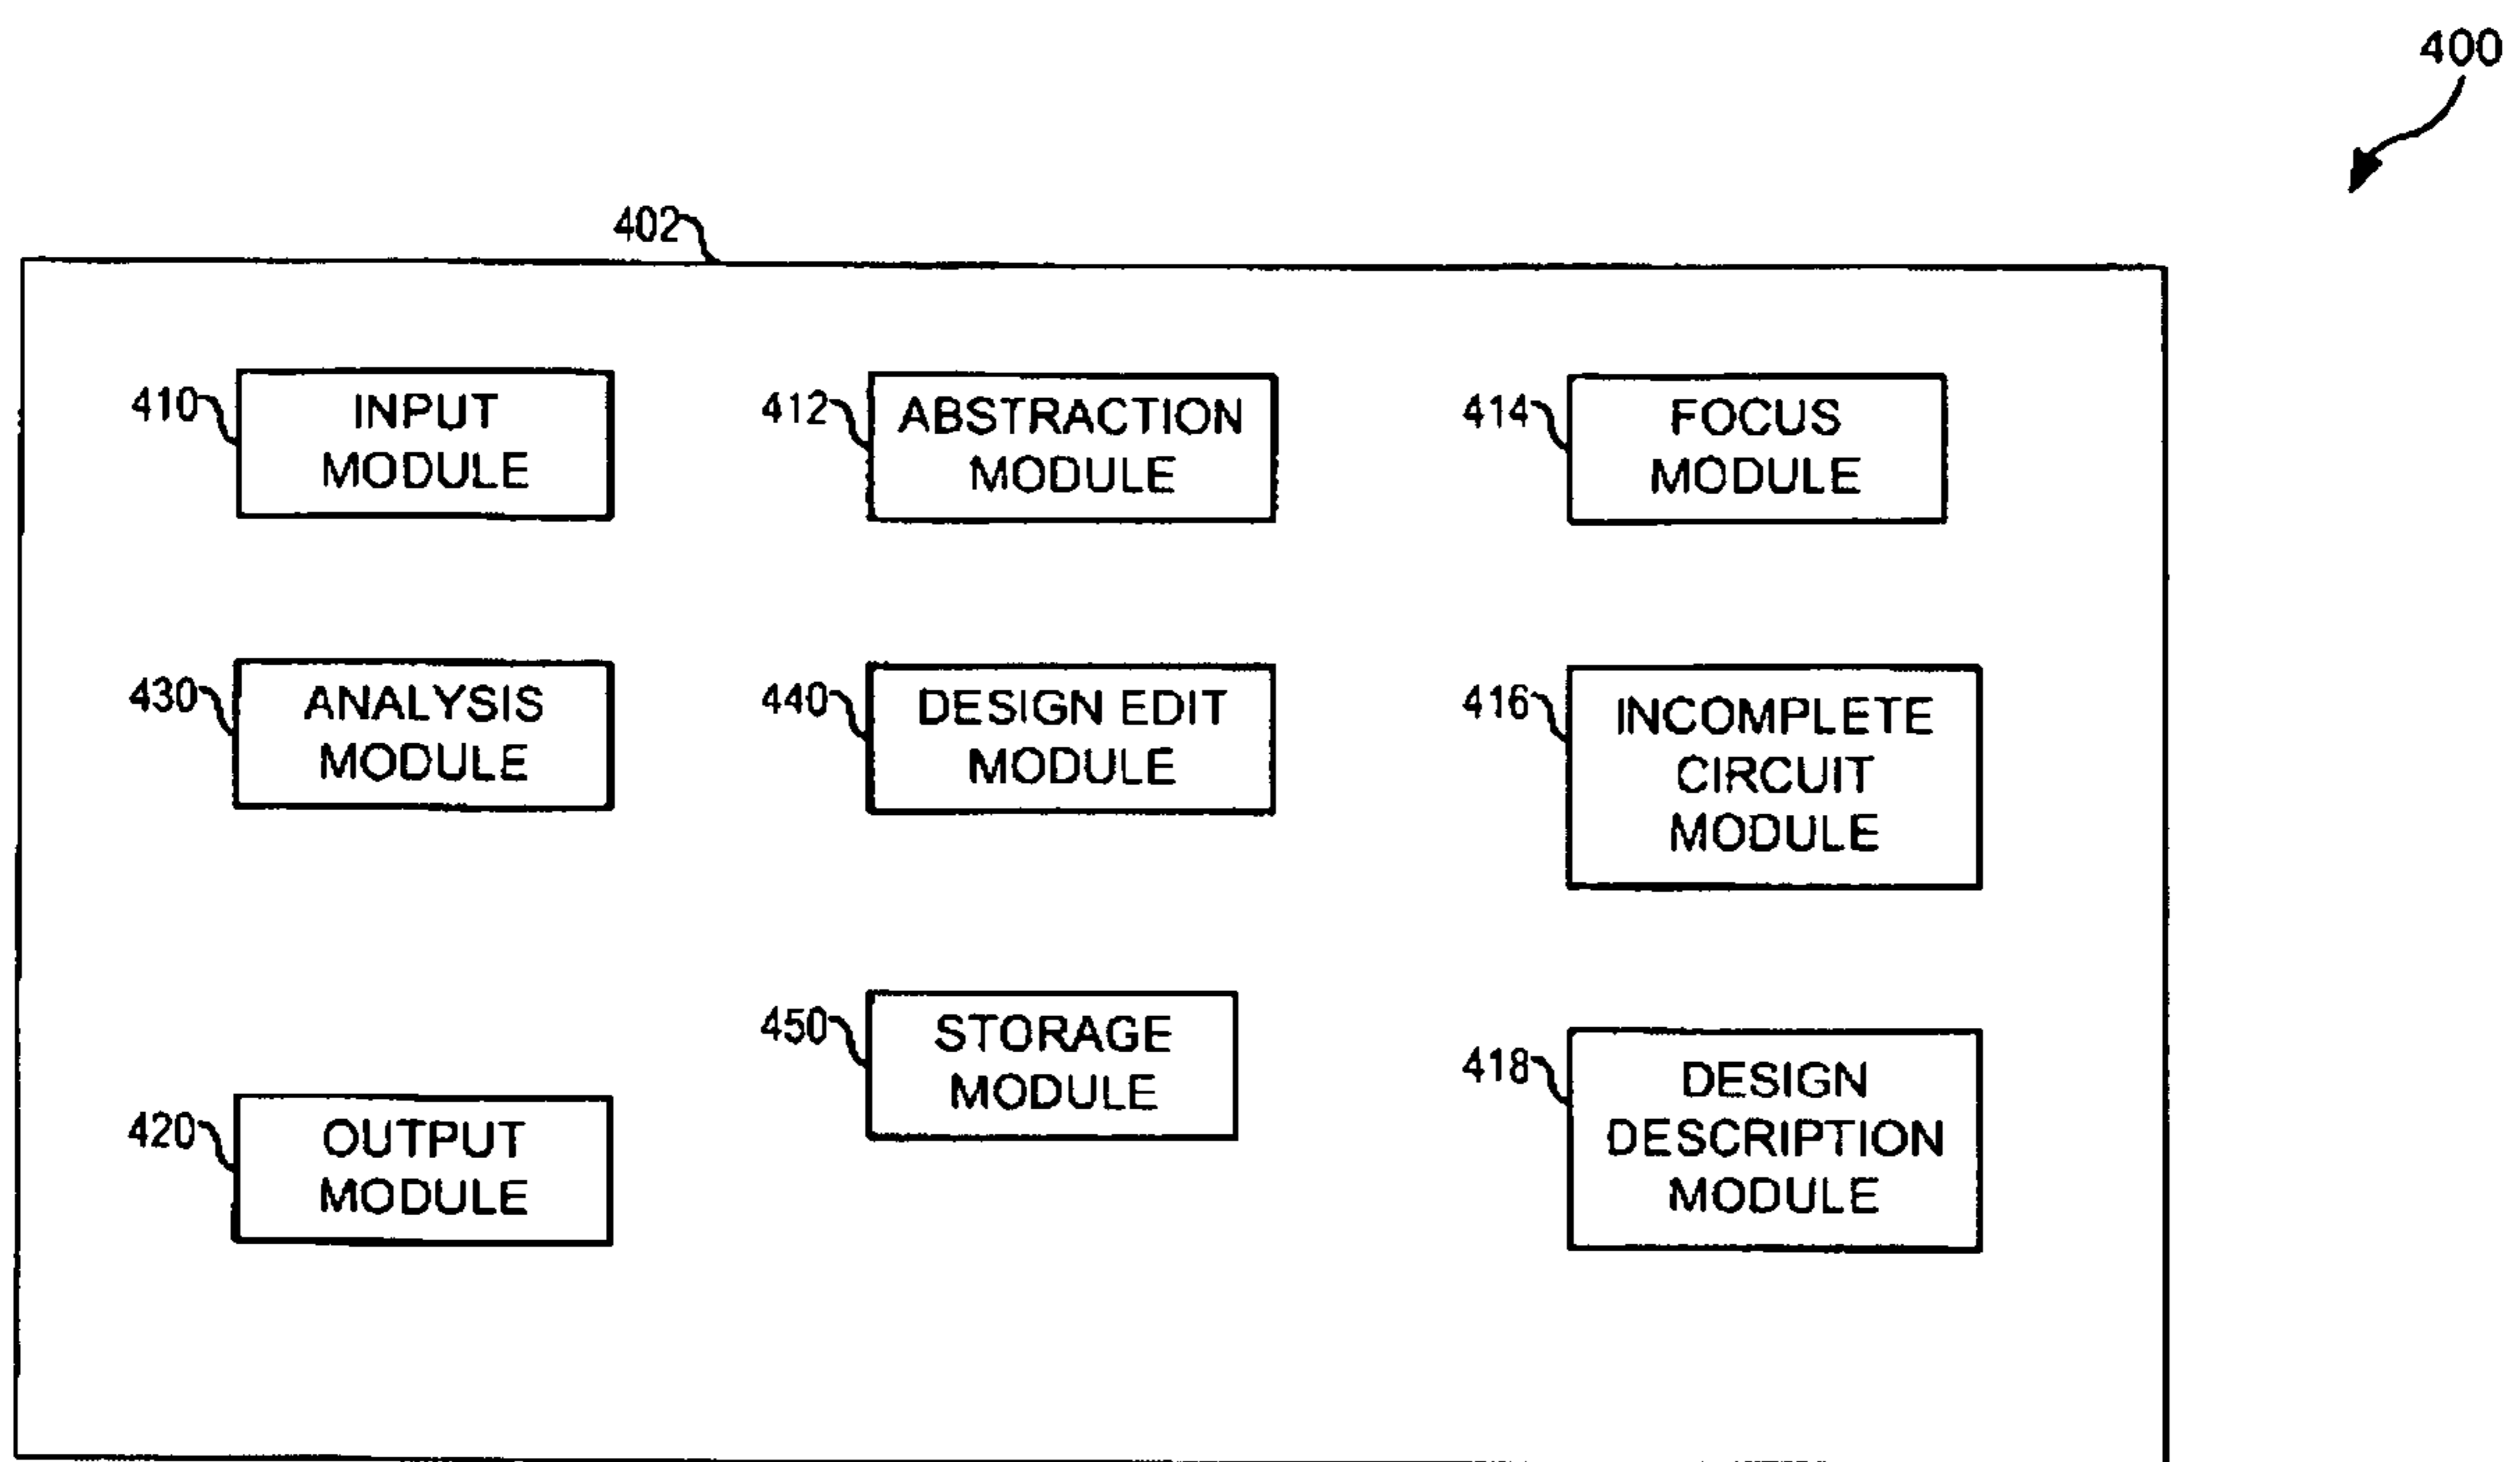 400
402
410
INPUT
MODULE
412
ABSTRACTION
MODULE
414
FOCUS
MODULE
430
ANALYSIS
MODULE
440
DESIGN EDIT
MODULE
416
INCOMPLETE
CIRCUIT
MODULE
450
STORAGE
MODULE
418
DESIGN
DESCRIPTION
MODULE
420
OUTPUT
MODULE